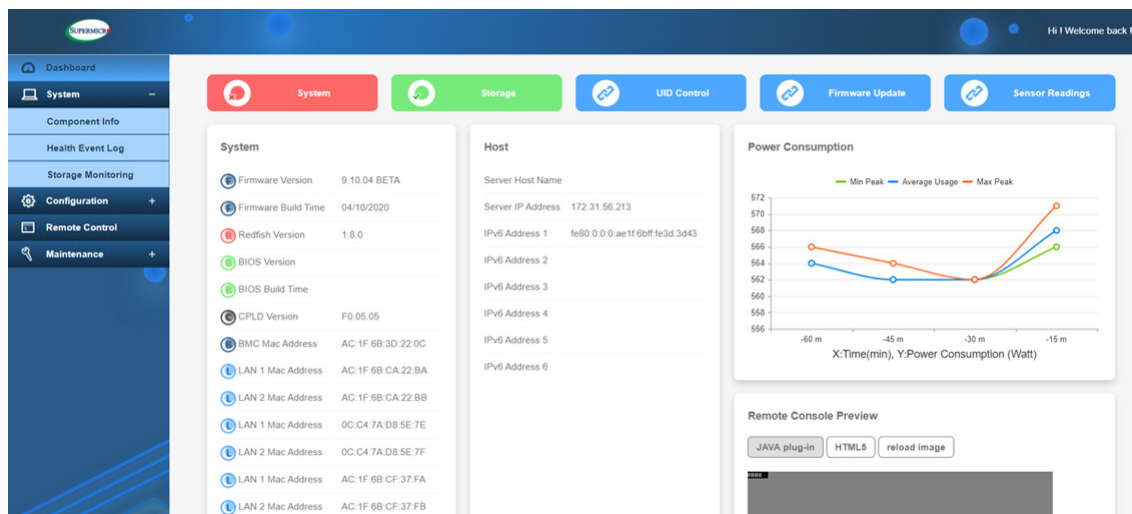 SUPERMICR
Hi ! Welcome back !
Dashboard
System
Component Info
Health Event Log
Storage Monitoring
Configuration
Remote Control
Maintenance
System
Storage
UID Control
Firmware Update
Sensor Readings
System
Firmware Version 9.10.04 BETA
Firmware Build Time 04/10/2020
Redfish Version 1.8.0
BIOS Version
BIOS Build Time
CPLD Version F0.05.05
BMC Mac Address AC:1F:6B:3D:22:0C
LAN 1 Mac Address AC:1F:6B:CA:22:BA
LAN 2 Mac Address AC:1F:6B:CA:22:BB
LAN 1 Mac Address 0C:C4:7A:D8:5E:7E
LAN 2 Mac Address 0C:C4:7A:D8:5E:7F
LAN 1 Mac Address AC:1F:6B:CF:37:FA
LAN 2 Mac Address AC:1F:6B:CF:37:FB
Host
Server Host Name
Server IP Address 172.31.56.213
IPv6 Address 1 fe80:0:0:0:ae1f:6bff:fe3d:3d43
IPv6 Address 2
IPv6 Address 3
IPv6 Address 4
IPv6 Address 5
IPv6 Address 6
Power Consumption
Min Peak Average Usage Max Peak
572
570
568
566
564
562
560
558
556
-60 m -45 m -30 m -15 m
X:Time(min), Y:Power Consumption (Watt)
Remote Console Preview
JAVA plug-in HTML5 reload image